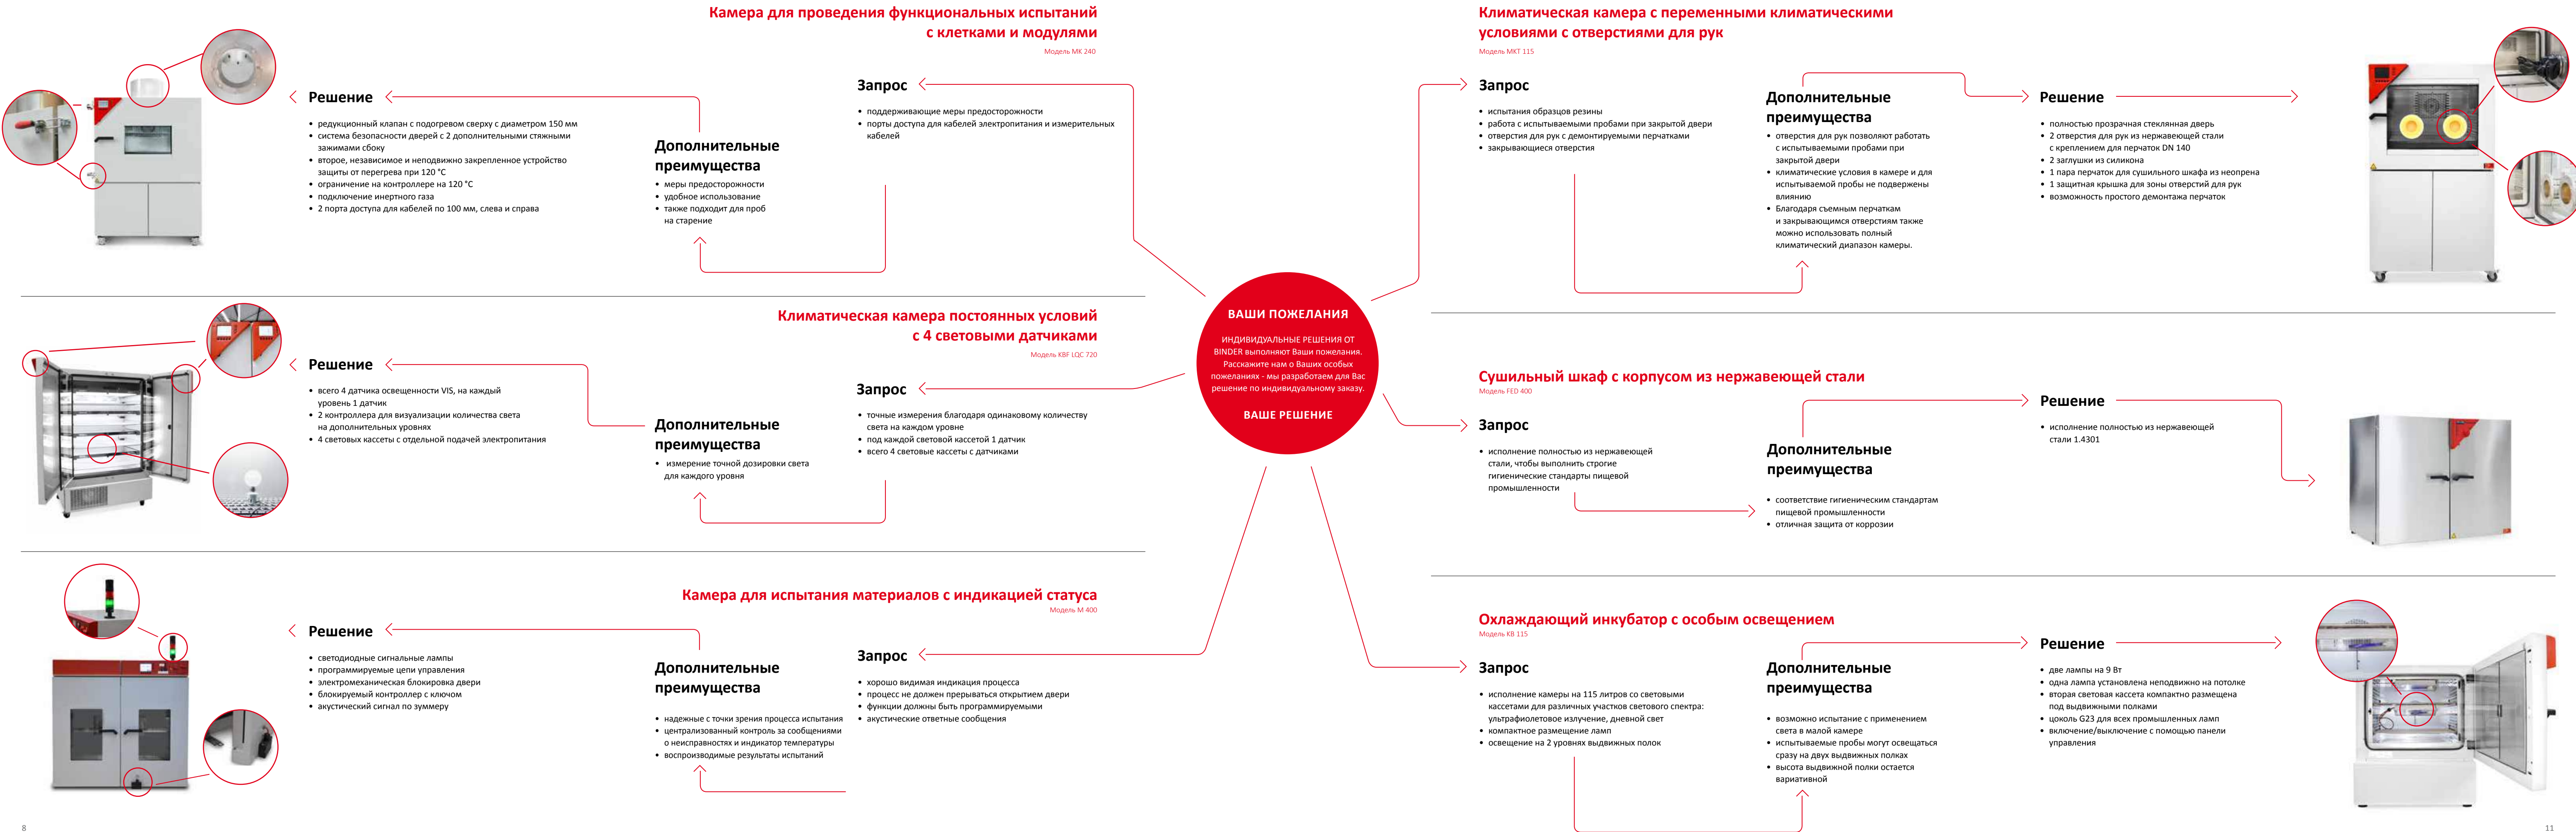 Камера для проведения функциональных испытаний
с клетками и модулями
Модель MK 240
Запрос
• поддерживающие меры предосторожности
• порты доступа для кабелей электропитания и измерительных
кабелей
Дополнительные
преимущества
• меры предосторожности
• удобное использование
• также подходит для проб
на старение
Решение
• редукционный клапан с подогревом сверху с диаметром 150 мм
• система безопасности дверей с 2 дополнительными стяжными
зажимами сбоку
• второе, независимое и неподвижно закрепленное устройство
защиты от перегрева при 120 °C
• ограничение на контроллере на 120 °C
• подключение инертного газа
• 2 порта доступа для кабелей по 100 мм, слева и справа
Климатическая камера постоянных условий
с 4 световыми датчиками
Модель KBF LQC 720
Запрос
• точные измерения благодаря одинаковому количеству
света на каждом уровне
• под каждой световой кассетой 1 датчик
• всего 4 световые кассеты с датчиками
Дополнительные
преимущества
• измерение точной дозировки света
для каждого уровня
Решение
• всего 4 датчика освещенности VIS, на каждый
уровень 1 датчик
• 2 контроллера для визуализации количества света
на дополнительных уровнях
• 4 световых кассеты с отдельной подачей электропитания
Камера для испытания материалов с индикацией статуса
Модель M 400
Запрос
• хорошо видимая индикация процесса
• процесс не должен прерываться открытием двери
• функции должны быть программируемыми
• акустические ответные сообщения
Дополнительные
преимущества
• надежные с точки зрения процесса испытания
• централизованный контроль за сообщениями
о неисправностях и индикатор температуры
• воспроизводимые результаты испытаний
Решение
• светодиодные сигнальные лампы
• программируемые цепи управления
• электромеханическая блокировка двери
• блокируемый контроллер с ключом
• акустический сигнал по зуммеру
8
ВАШИ ПОЖЕЛАНИЯ
ИНДИВИДУАЛЬНЫЕ РЕШЕНИЯ ОТ
BINDER выполняют Ваши пожелания.
Расскажите нам о Ваших особых
пожеланиях - мы разработаем для Вас
решение по индивидуальному заказу.
ВАШЕ РЕШЕНИЕ
Климатическая камера с переменными климатическими
условиями с отверстиями для рук
Модель MKT 115
Запрос
• испытания образцов резины
• работа с испытываемыми пробами при закрытой двери
• отверстия для рук с демонтируемыми перчатками
• закрывающиеся отверстия
Дополнительные
преимущества
• отверстия для рук позволяют работать
с испытываемыми пробами при
закрытой двери
• климатические условия в камере и для
испытываемой пробы не подвержены
влиянию
• Благодаря съемным перчаткам
и закрывающимся отверстиям также
можно использовать полный
климатический диапазон камеры.
Решение
• полностью прозрачная стеклянная дверь
• 2 отверстия для рук из нержавеющей стали
с креплением для перчаток DN 140
• 2 заглушки из силикона
• 1 пара перчаток для сушильного шкафа из неопрена
• 1 защитная крышка для зоны отверстий для рук
• возможность простого демонтажа перчаток
Сушильный шкаф с корпусом из нержавеющей стали
Модель FED 400
Запрос
• исполнение полностью из нержавеющей
стали, чтобы выполнить строгие
гигиенические стандарты пищевой
промышленности
Дополнительные
преимущества
• соответствие гигиеническим стандартам
пищевой промышленности
• отличная защита от коррозии
Решение
• исполнение полностью из нержавеющей
стали 1.4301
Охлаждающий инкубатор с особым освещением
Модель KB 115
Запрос
• исполнение камеры на 115 литров со световыми
кассетами для различных участков светового спектра:
ультрафиолетовое излучение, дневной свет
• компактное размещение ламп
• освещение на 2 уровнях выдвижных полок
Дополнительные
преимущества
• возможно испытание с применением
света в малой камере
• испытываемые пробы могут освещаться
сразу на двух выдвижных полках
• высота выдвижной полки остается
вариативной
Решение
• две лампы на 9 Вт
• одна лампа установлена неподвижно на потолке
• вторая световая кассета компактно размещена
под выдвижными полками
• цоколь G23 для всех промышленных ламп
• включение/выключение с помощью панели
управления
11